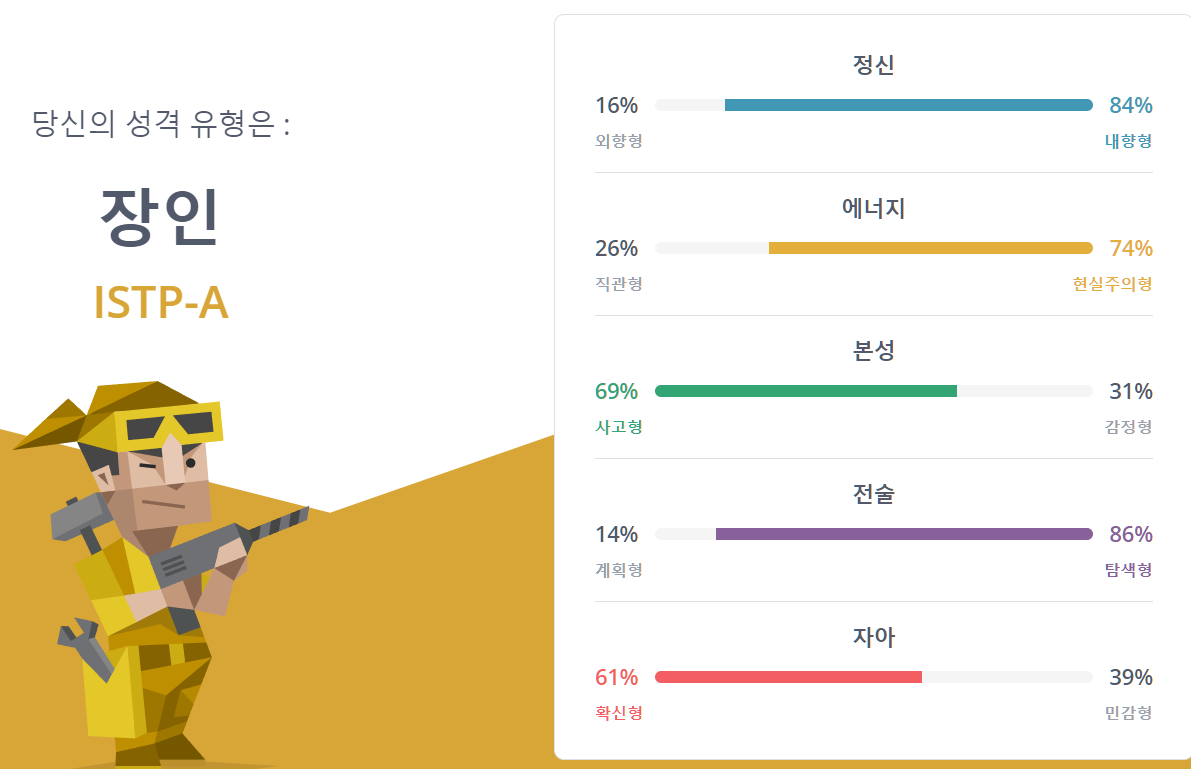 당신의 성격 유형은 :
장인
ISTP-A
정신
16% 84%
외향형 내향형
에너지
26% 74%
직관형 현실주의형
본성
69% 31%
사고형 감정형
전술
14% 86%
계획형 탐색형
자아
61% 39%
확신형 민감형